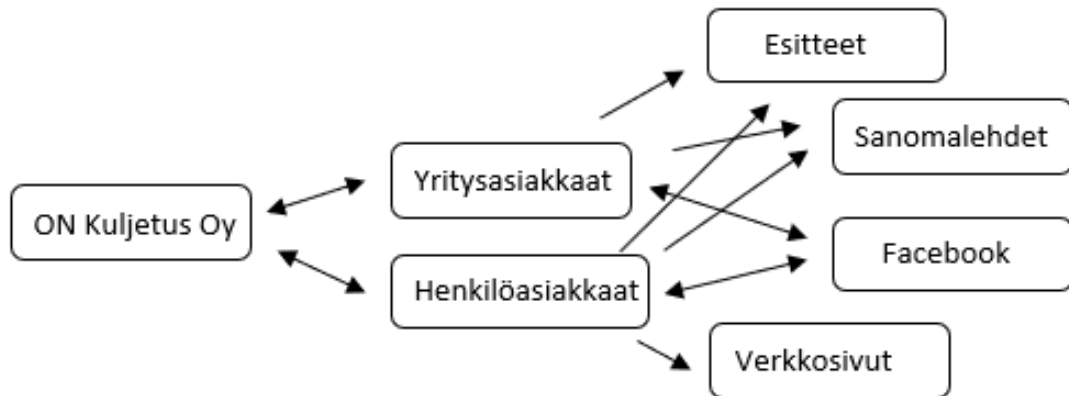 Esitteet
Sanomalehdet
Yritysasiakkaat
ON Kuljetus Oy
Facebook
Henkilöasiakkaat
Verkkosivut